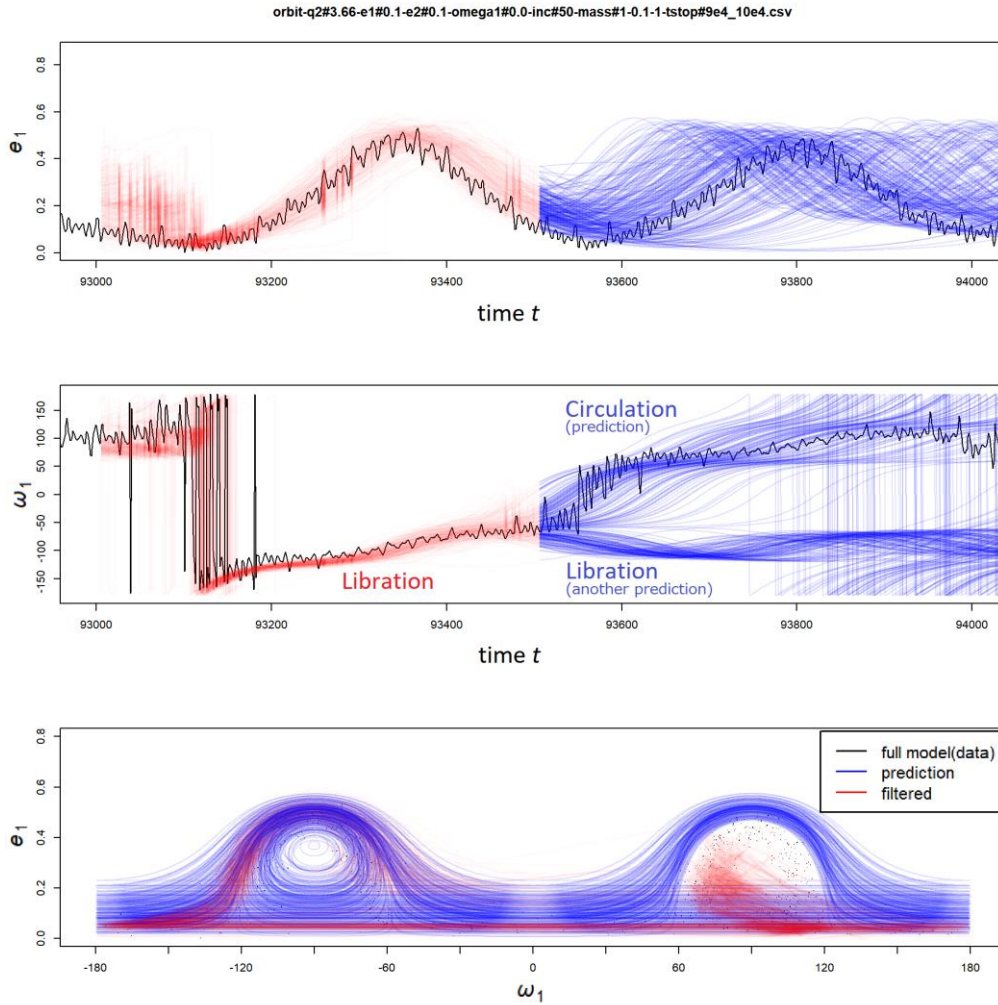 orbit-q2#3.66-e1#0.1-e2#0.1-omega1#0.0-inc#50-mass#1-0.1-1-tstop#9e4_10e4.csv
e1
0.8
0.6
0.4
0.2
0.0
93000 93200 93400 93600 93800 94000
time t
ω1
150
100
50
0
-50
-100
-150
Circulation
(prediction)
Libration
Libration
(another prediction)
93000 93200 93400 93600 93800 94000
time t
e1
0.8
0.6
0.4
0.2
0.0
full model(data)
prediction
filtered
-180 -120 -60 0 60 120 180
ω1